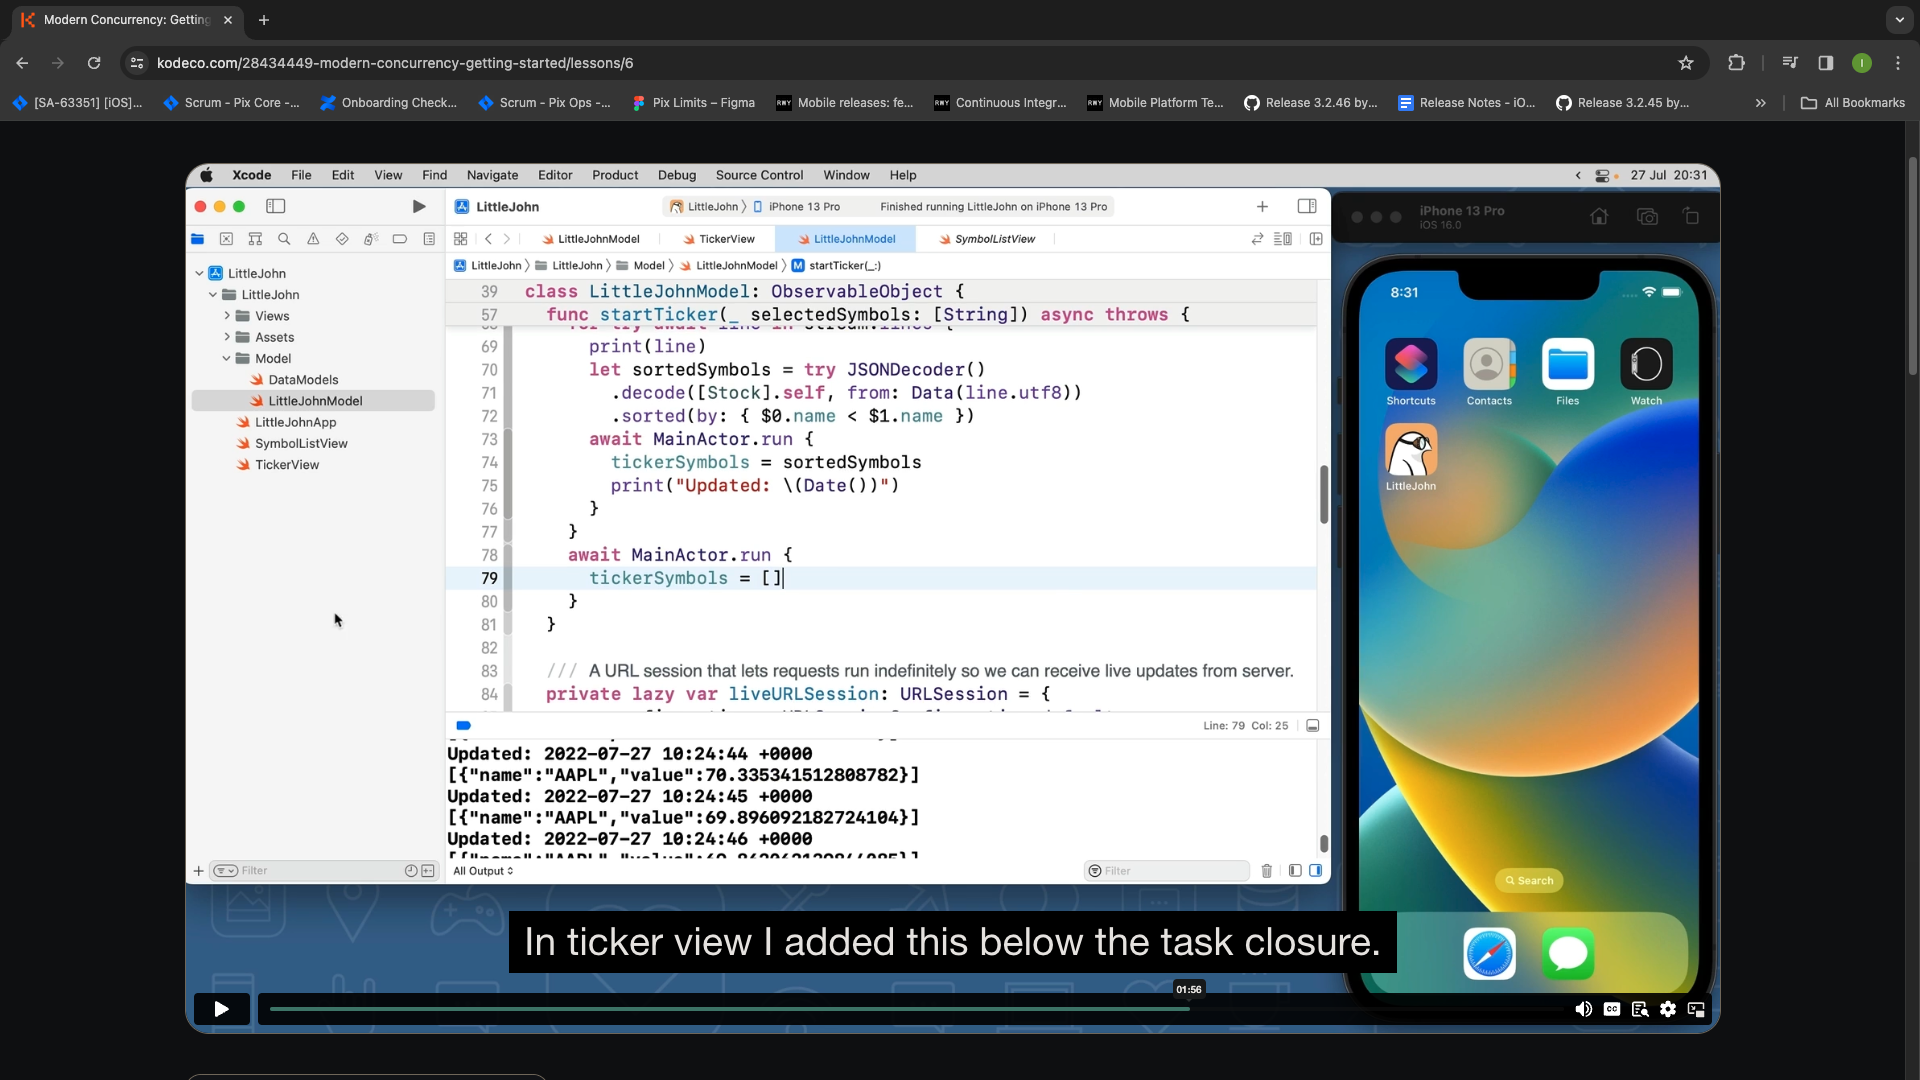 Modern Concurrency: Getting
kodeco.com/28434449-modern-concurrency-getting-started/lessons/6
[SA-63351] [iOS]...
Scrum - Pix Core -...
Onboarding Check...
Scrum - Pix Ops -...
Pix Limits – Figma
RWY Mobile releases: fe...
RWY Continuous Integr...
RWY Mobile Platform Te...
Release 3.2.46 by...
Release Notes - iO...
Release 3.2.45 by...
All Bookmarks
Xcode File Edit View Find Navigate Editor Product Debug Source Control Window Help
27 Jul 20:31
LittleJohn
LittleJohn iPhone 13 Pro Finished running LittleJohn on iPhone 13 Pro
iPhone 13 Pro
iOS 16.0
LittleJohnModel TickerView LittleJohnModel SymbolListView
LittleJohn LittleJohn Model LittleJohnModel M startTicker(_:)
LittleJohn
LittleJohn
Views
Assets
Model
DataModels
LittleJohnModel
LittleJohnApp
SymbolListView
TickerView
Filter
39 class LittleJohnModel: ObservableObject {
57 func startTicker(_ selectedSymbols: [String]) async throws {
for try await line in stream.lines {
69 print(line)
70 let sortedSymbols = try JSONDecoder()
71 .decode([Stock].self, from: Data(line.utf8))
72 .sorted(by: { $0.name < $1.name })
73 await MainActor.run {
74 tickerSymbols = sortedSymbols
75 print("Updated: \(Date())")
76 }
77 }
78 await MainActor.run {
79 tickerSymbols = []
80 }
81 }
82
83 /// A URL session that lets requests run indefinitely so we can receive live updates from server.
84 private lazy var liveURLSession: URLSession = {
Line: 79 Col: 25
Updated: 2022-07-27 10:24:44 +0000
[{"name":"AAPL","value":70.335341512808782}]
Updated: 2022-07-27 10:24:45 +0000
[{"name":"AAPL","value":69.896092182724104}]
Updated: 2022-07-27 10:24:46 +0000
All Output
Filter
8:31
Shortcuts Contacts Files Watch
LittleJohn
Search
In ticker view I added this below the task closure.
01:56
CC